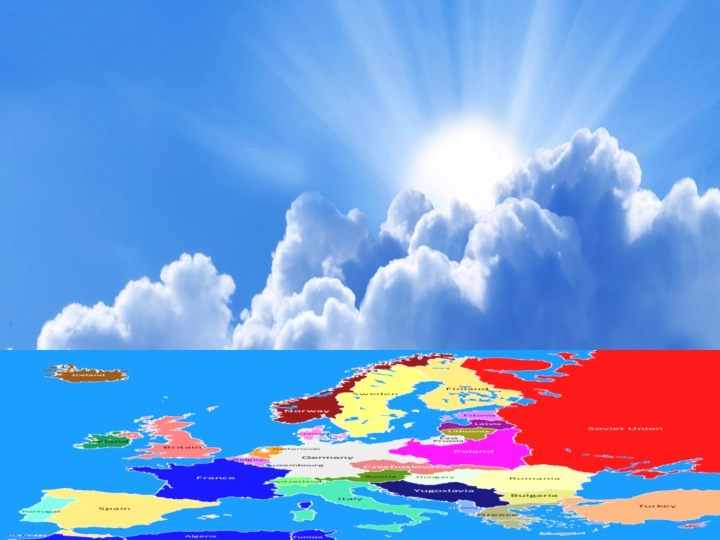 Iceland
Norway
Sweden
Finland
Estonia
Latvia
Lithuania
East
Prussia
Soviet Union
Britain
Netherlands
Belgium
Luxembourg
Germany
Poland
Czechoslovakia
France
Switzerland
Austria
Hungary
Romania
Italy
Yugoslavia
Bulgaria
Portugal
Spain
Greece
Turkey
Algeria
Tunisia